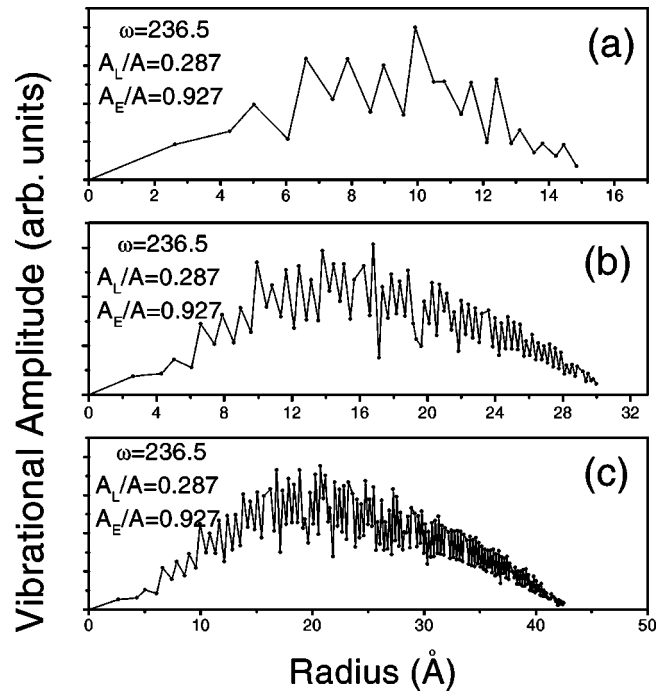 Vibrational Amplitude (arb. units)
ω=236.5
A_L/A=0.287
A_E/A=0.927
(a)
0 2 4 6 8 10 12 14 16
ω=236.5
A_L/A=0.287
A_E/A=0.927
(b)
0 4 8 12 16 20 24 28 32
ω=236.5
A_L/A=0.287
A_E/A=0.927
(c)
0 10 20 30 40 50
Radius (Å)